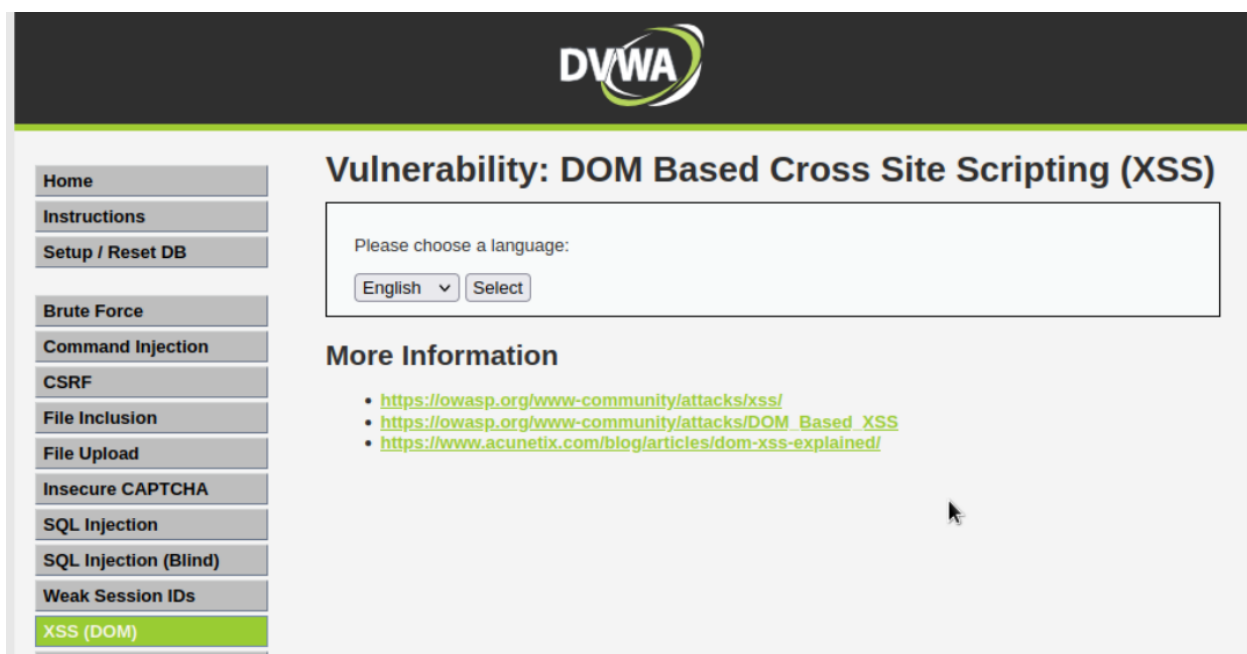 DVWA
Home
Instructions
Setup / Reset DB
Brute Force
Command Injection
CSRF
File Inclusion
File Upload
Insecure CAPTCHA
SQL Injection
SQL Injection (Blind)
Weak Session IDs
XSS (DOM)
Vulnerability: DOM Based Cross Site Scripting (XSS)
Please choose a language:
English Select
More Information
https://owasp.org/www-community/attacks/xss/
https://owasp.org/www-community/attacks/DOM_Based_XSS
https://www.acunetix.com/blog/articles/dom-xss-explained/